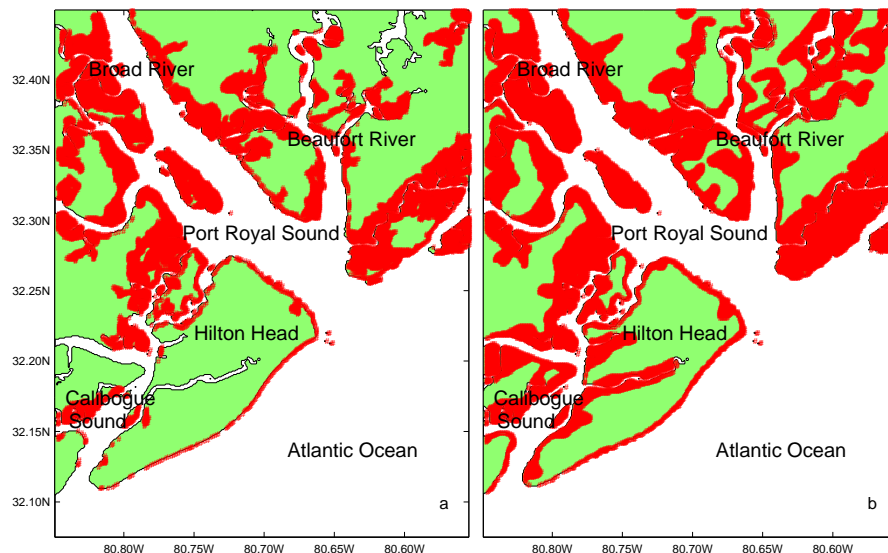 32.40N
32.35N
32.30N
32.25N
32.20N
32.15N
32.10N
Broad River
Beaufort River
Port Royal Sound
Hilton Head
Calibogue
Sound
Atlantic Ocean
a
80.80W
80.75W
80.70W
80.65W
80.60W
Broad River
Beaufort River
Port Royal Sound
Hilton Head
Calibogue
Sound
Atlantic Ocean
b
80.80W
80.75W
80.70W
80.65W
80.60W